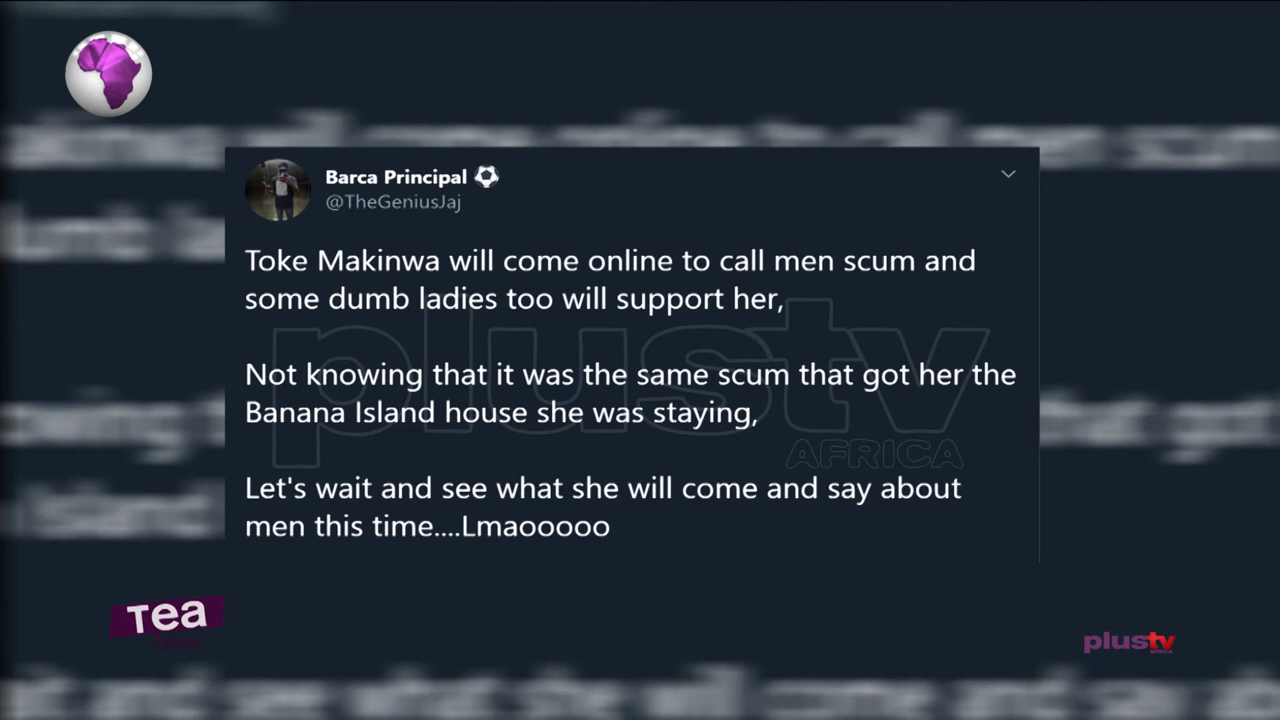 Barca Principal
@TheGeniusJaj
Toke Makinwa will come online to call men scum and
some dumb ladies too will support her,
Not knowing that it was the same scum that got her the
Banana Island house she was staying,
Let's wait and see what she will come and say about
men this time....Lmaooooo
plustv
AFRICA
Tea
plustv
AFRICA